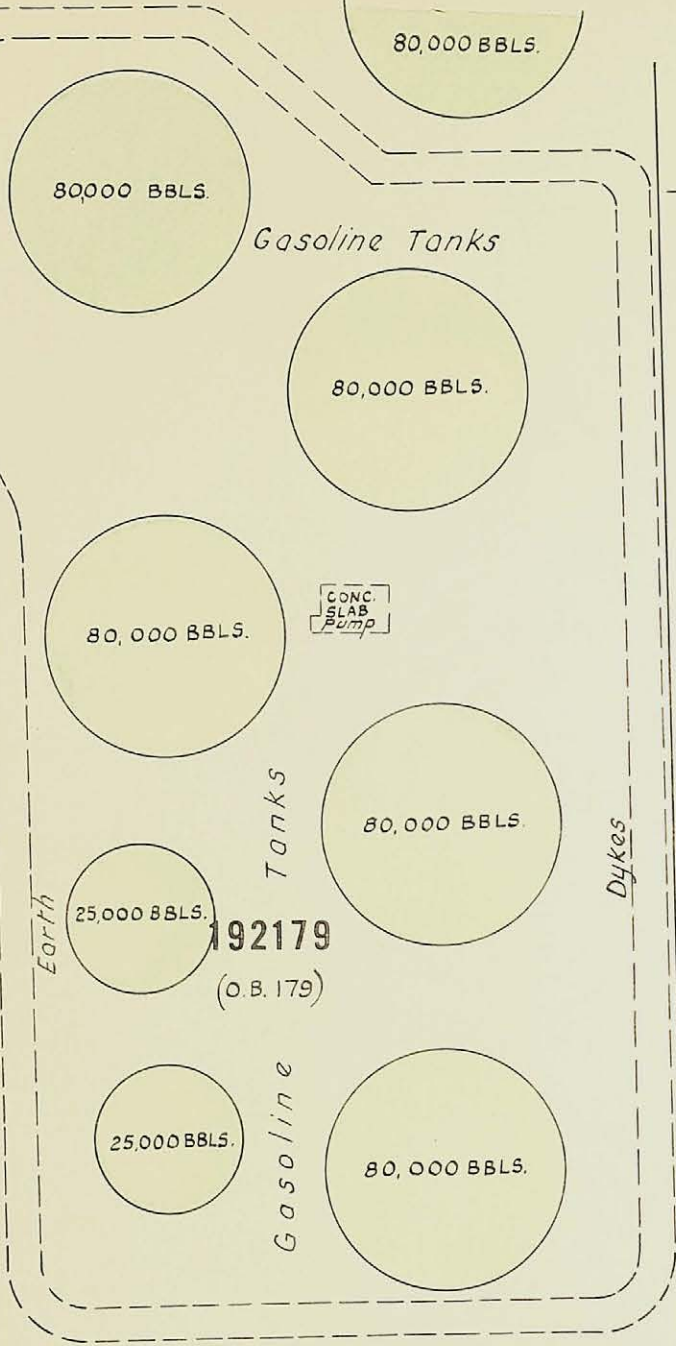 80,000 BBLS.
80,000 BBLS.
Gasoline Tanks
80,000 BBLS.
CONC.
SLAB
Pump
80,000 BBLS.
Tanks
80,000 BBLS.
Dykes
Earth
25,000 BBLS.
192179
(O.B. 179)
Gasoline
25,000 BBLS.
80,000 BBLS.